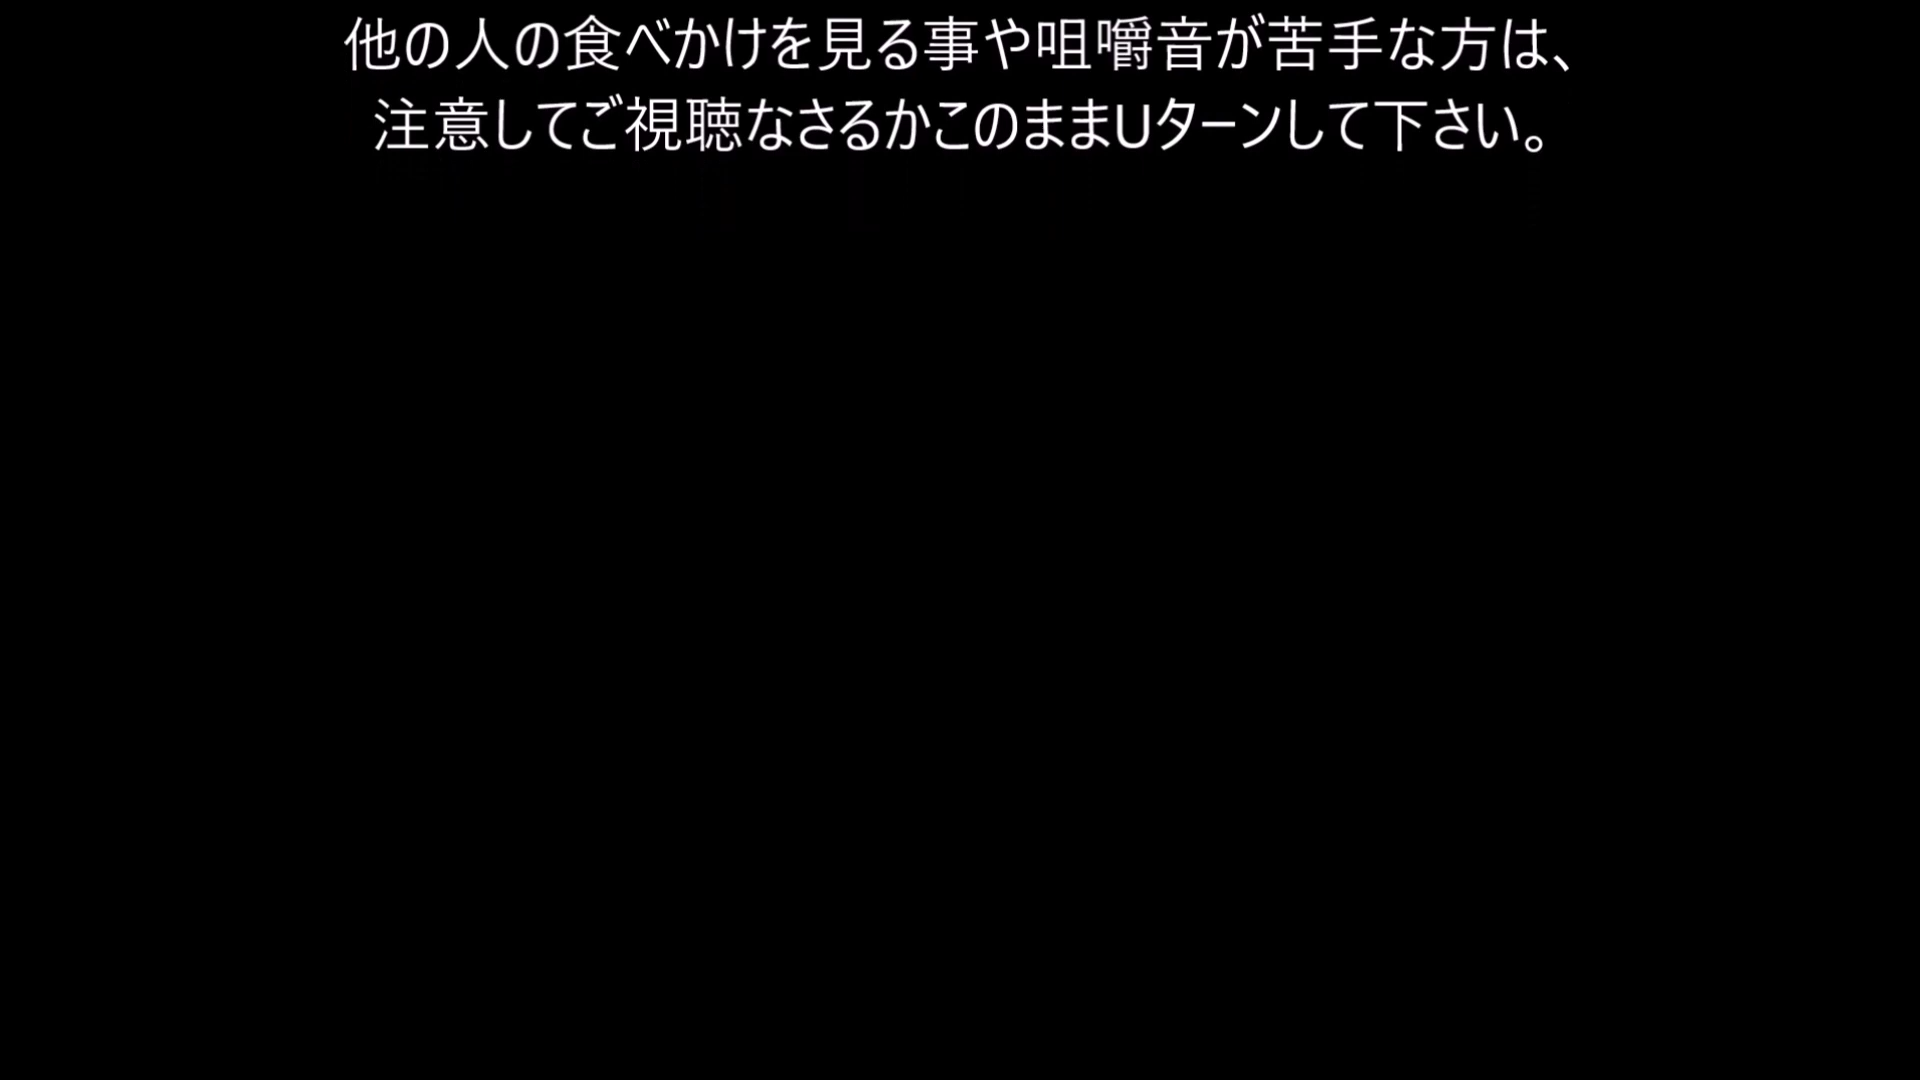 他の人の食べかけを見る事や咀嚼音が苦手な方は、
注意してご視聴なさるかこのままUターンして下さい。